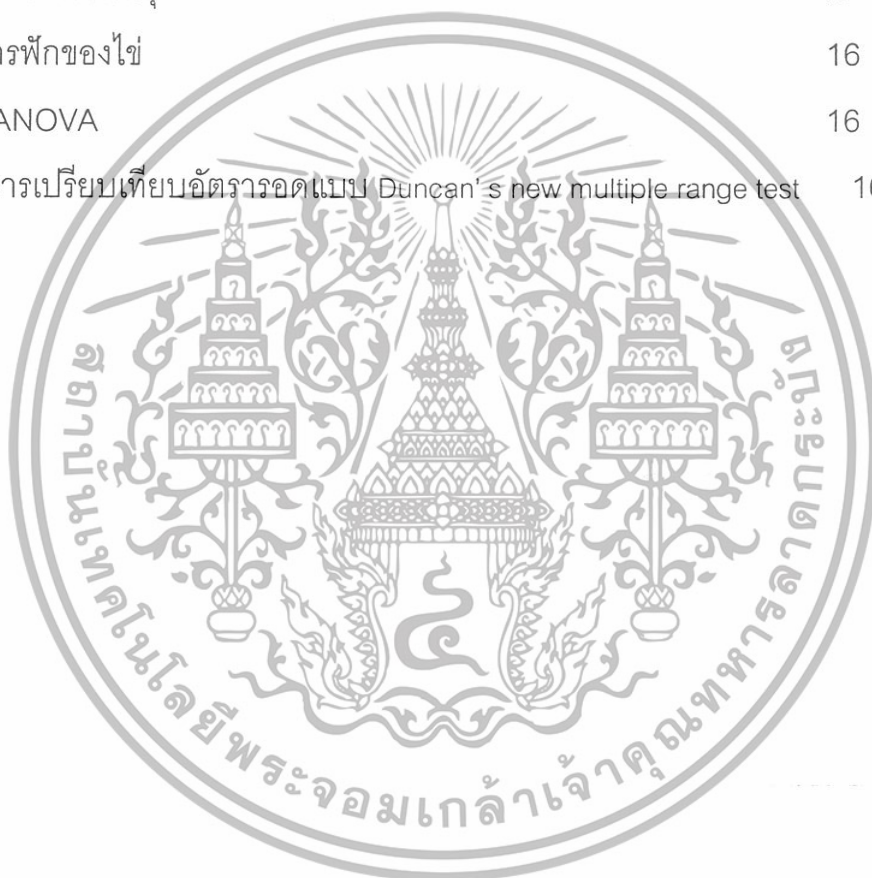 ารฟักของไข่ 16
ANOVA 16
ารเปรียบเทียบอัตรารอดแบบ Duncan's new multiple range test 16
สถาบันเทคโนโลยีพระจอมเกล้าเจ้าคุณทหารลาดกระบัง
๔